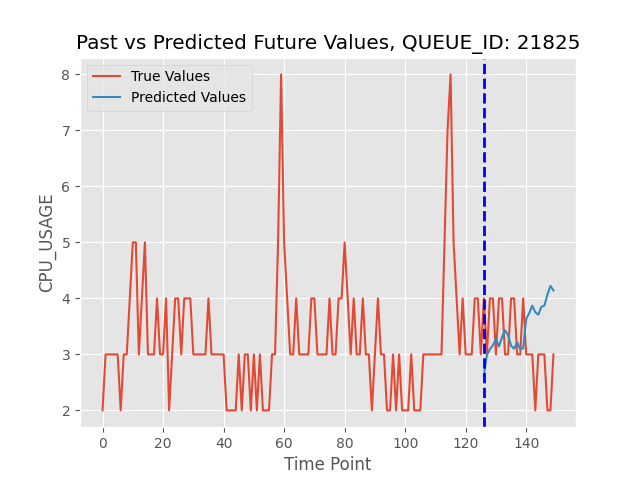 Past vs Predicted Future Values, QUEUE_ID: 21825
True Values
Predicted Values
CPU_USAGE
8
7
6
5
4
3
2
0 20 40 60 80 100 120 140
Time Point